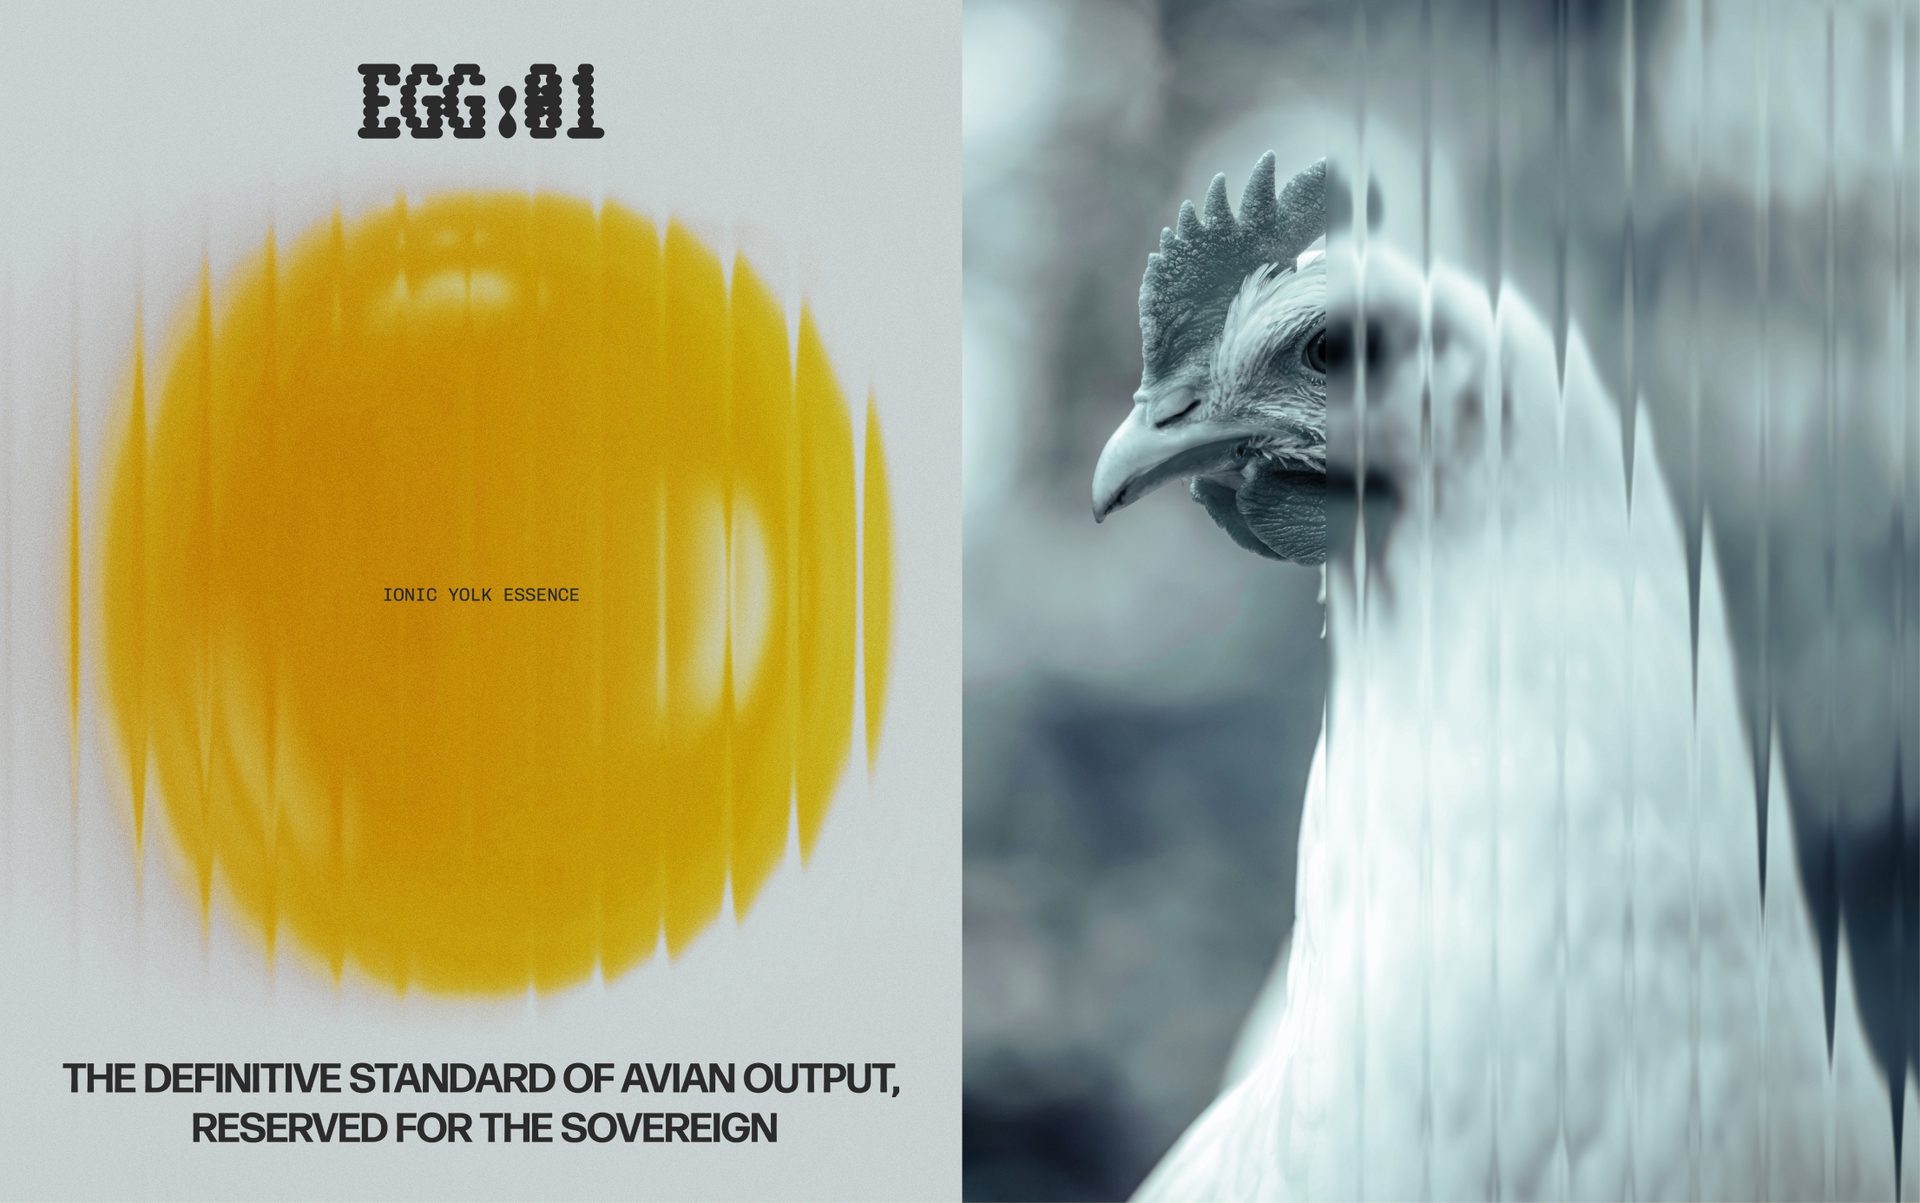 EGG:01
IONIC YOLK ESSENCE
THE DEFINITIVE STANDARD OF AVIAN OUTPUT,
RESERVED FOR THE SOVEREIGN